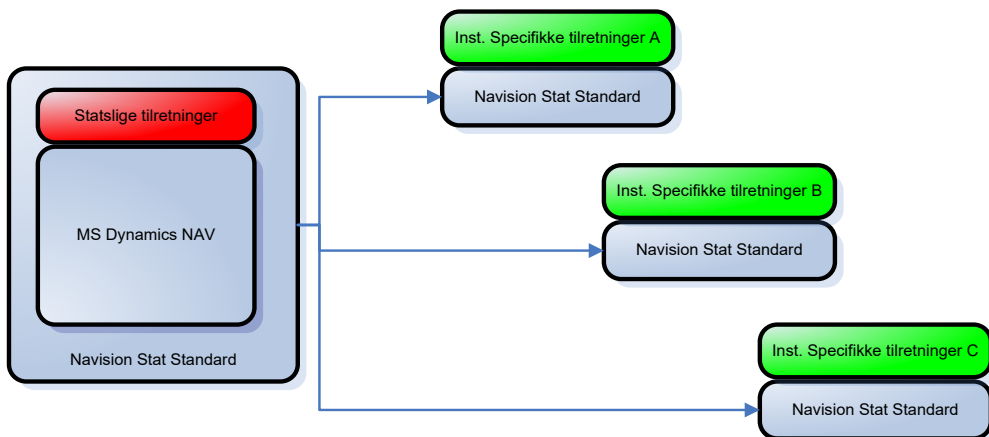 Statslige tilretninger
MS Dynamics NAV
Navision Stat Standard
Inst. Specifikke tilretninger A
Navision Stat Standard
Inst. Specifikke tilretninger B
Navision Stat Standard
Inst. Specifikke tilretninger C
Navision Stat Standard